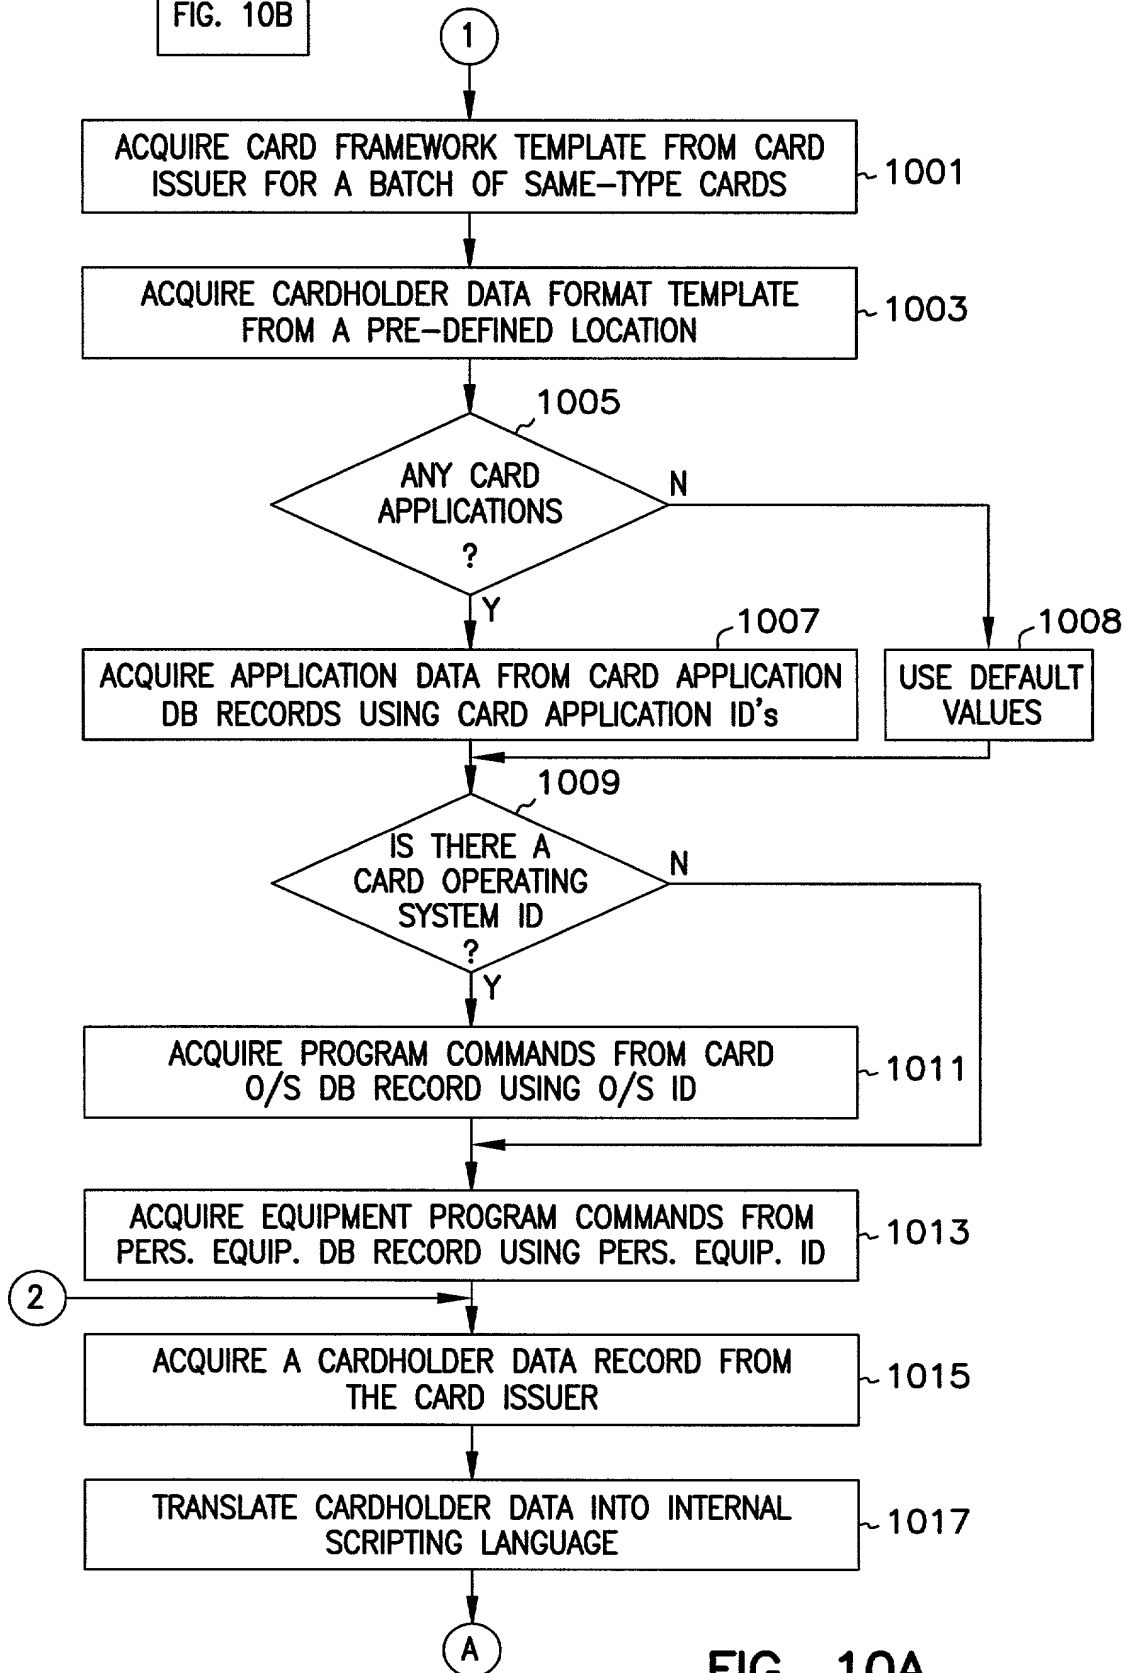 FIG. 10B
1
ACQUIRE CARD FRAMEWORK TEMPLATE FROM CARD
ISSUER FOR A BATCH OF SAME-TYPE CARDS
1001
ACQUIRE CARDHOLDER DATA FORMAT TEMPLATE
FROM A PRE-DEFINED LOCATION
1003
1005
ANY CARD
APPLICATIONS
?
N
Y
1007
1008
ACQUIRE APPLICATION DATA FROM CARD APPLICATION
DB RECORDS USING CARD APPLICATION ID's
USE DEFAULT
VALUES
1009
IS THERE A
CARD OPERATING
SYSTEM ID
?
N
Y
ACQUIRE PROGRAM COMMANDS FROM CARD
O/S DB RECORD USING O/S ID
1011
ACQUIRE EQUIPMENT PROGRAM COMMANDS FROM
PERS. EQUIP. DB RECORD USING PERS. EQUIP. ID
1013
2
ACQUIRE A CARDHOLDER DATA RECORD FROM
THE CARD ISSUER
1015
TRANSLATE CARDHOLDER DATA INTO INTERNAL
SCRIPTING LANGUAGE
1017
A
FIG. 10A